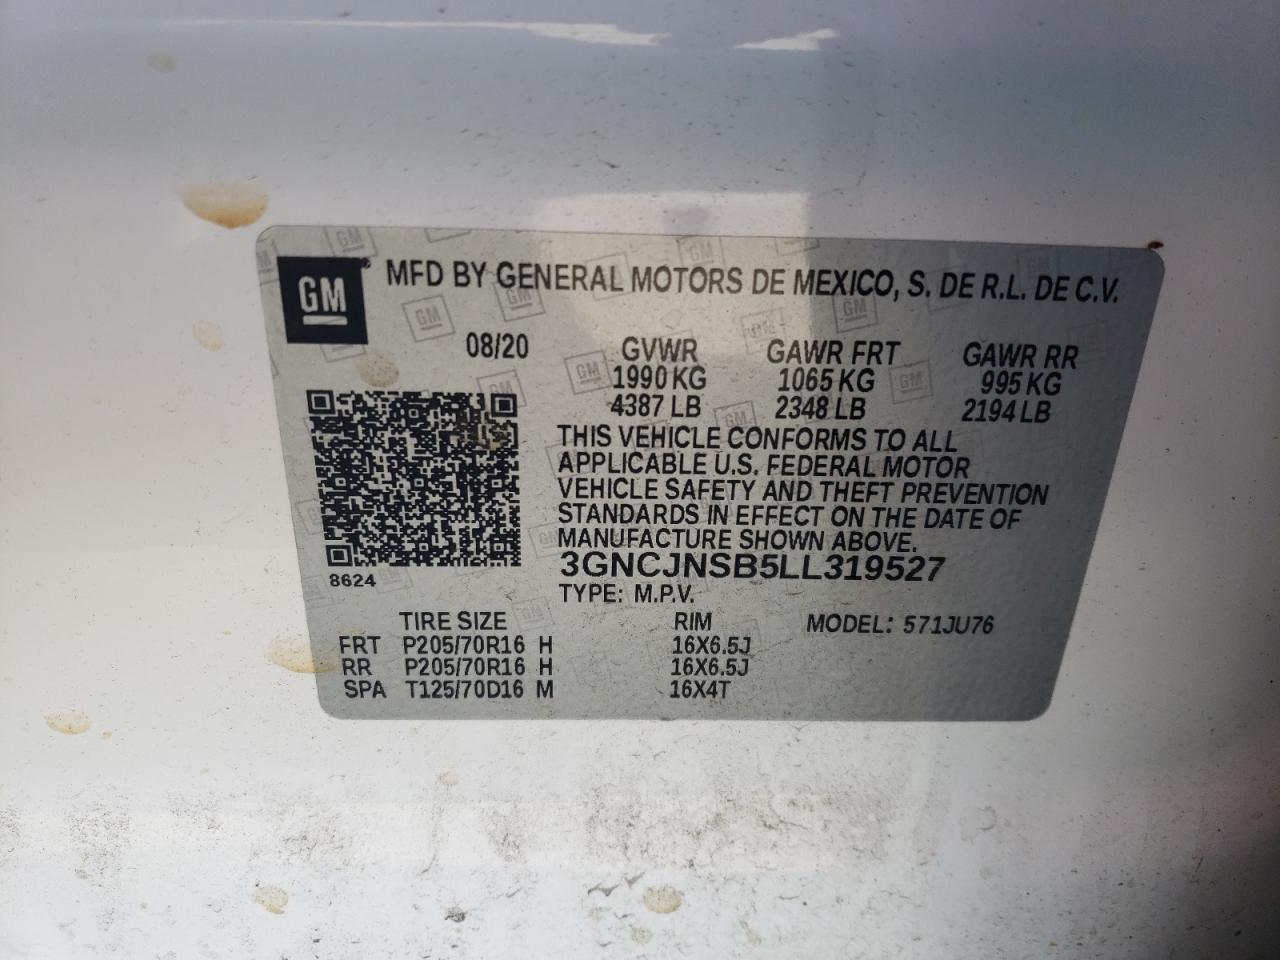 GM MFD BY GENERAL MOTORS DE MEXICO, S. DE R.L. DE C.V.
08/20 GVWR GAWR FRT GAWR RR
1990 KG 1065 KG 995 KG
4387 LB 2348 LB 2194 LB
THIS VEHICLE CONFORMS TO ALL
APPLICABLE U.S. FEDERAL MOTOR
VEHICLE SAFETY AND THEFT PREVENTION
STANDARDS IN EFFECT ON THE DATE OF
MANUFACTURE SHOWN ABOVE.
3GNCJNSB5LL319527
8624
TYPE: M.P.V.
TIRE SIZE RIM MODEL: 571JU76
FRT P205/70R16 H 16X6.5J
RR P205/70R16 H 16X6.5J
SPA T125/70D16 M 16X4T